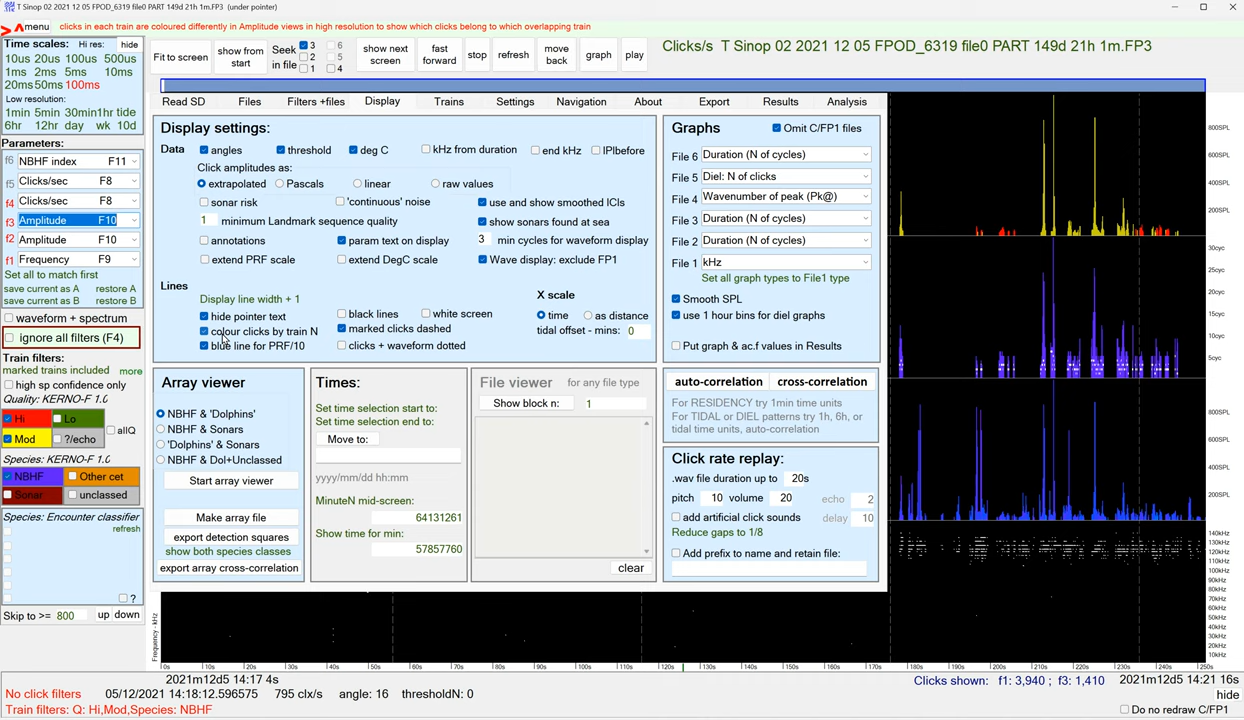 T Sinop 02 2021 12 05 FPOD_6319 file0 PART 149d 21h 1m.FP3 (under pointer)
menu clicks in each train are coloured differently in Amplitude views in high resolution to show which clicks belong to which overlapping train
Time scales: Hi res: hide
10us 20us 100us 500us
1ms 2ms 5ms 10ms
20ms 50ms 100ms
Low resolution:
1min 5min 30min 1hr tide
6hr 12hr day wk 10d
Fit to screen
show from start
Seek in file
3 6
2 5
1 4
show next screen
fast forward
stop
refresh
move back
graph
play
Clicks/s T Sinop 02 2021 12 05 FPOD_6319 file0 PART 149d 21h 1m.FP3
Parameters:
f6 NBHF index F11
f5 Clicks/sec F8
f4 Clicks/sec F8
f3 Amplitude F10
f2 Amplitude F10
f1 Frequency F9
Set all to match first
save current as A restore A
save current as B restore B
waveform + spectrum
ignore all filters (F4)
Train filters:
marked trains included more
high sp confidence only
Quality: KERNO-F 1.0
Hi Lo
Mod ?/echo allQ
Species: KERNO-F 1.0
NBHF Other cet
Sonar unclassed
Species: Encounter classifier
refresh
?
Skip to >= 800 up down
Read SD Files Filters +files Display Trains Settings Navigation About Export Results Analysis
Display settings:
Data angles threshold deg C kHz from duration end kHz IPIbefore
Click amplitudes as:
extrapolated Pascals linear raw values
sonar risk 'continuous' noise use and show smoothed ICIs
1 minimum Landmark sequence quality show sonars found at sea
annotations param text on display 3 min cycles for waveform display
extend PRF scale extend DegC scale Wave display: exclude FP1
Lines
Display line width + 1
hide pointer text black lines white screen
colour clicks by train N marked clicks dashed
blue line for PRF/10 clicks + waveform dotted
X scale
time as distance
tidal offset - mins: 0
Graphs Omit C/FP1 files
File 6 Duration (N of cycles)
File 5 Diel: N of clicks
File 4 Wavenumber of peak (Pk@)
File 3 Duration (N of cycles)
File 2 Duration (N of cycles)
File 1 kHz
Set all graph types to File1 type
Smooth SPL
use 1 hour bins for diel graphs
Put graph & ac.f values in Results
Array viewer
NBHF & 'Dolphins'
NBHF & Sonars
'Dolphins' & Sonars
NBHF & Dol+Unclassed
Start array viewer
Make array file
export detection squares
show both species classes
export array cross-correlation
Times:
Set time selection start to:
Set time selection end to:
Move to:
yyyy/mm/dd hh:mm
MinuteN mid-screen:
64131261
Show time for min:
57857760
File viewer for any file type
Show block n: 1
clear
auto-correlation cross-correlation
For RESIDENCY try 1min time units
For TIDAL or DIEL patterns try 1h, 6h, or
tidal time units, auto-correlation
Click rate replay:
.wav file duration up to 20s
pitch 10 volume 20 echo 2
add artificial click sounds delay 10
Reduce gaps to 1/8
Add prefix to name and retain file:
800SPL
600SPL
400SPL
200SPL
30cyc
25cyc
20cyc
15cyc
10cyc
5cyc
800SPL
600SPL
400SPL
200SPL
140kHz
130kHz
120kHz
110kHz
100kHz
90kHz
80kHz
70kHz
60kHz
50kHz
40kHz
30kHz
20kHz
10kHz
Frequency - kHz
0s 10s 20s 30s 40s 50s 60s 70s 80s 90s 100s 110s 120s 130s 140s 150s 160s 170s 180s 190s 200s 210s 220s 230s 240s 250s
2021m12d5 14:17 4s Clicks shown: f1: 3,940 ; f3: 1,410 2021m12d5 14:21 16s
No click filters 05/12/2021 14:18:12.596575 795 clx/s angle: 16 thresholdN: 0 hide
Train filters: Q: Hi,Mod,Species: NBHF Do no redraw C/FP1